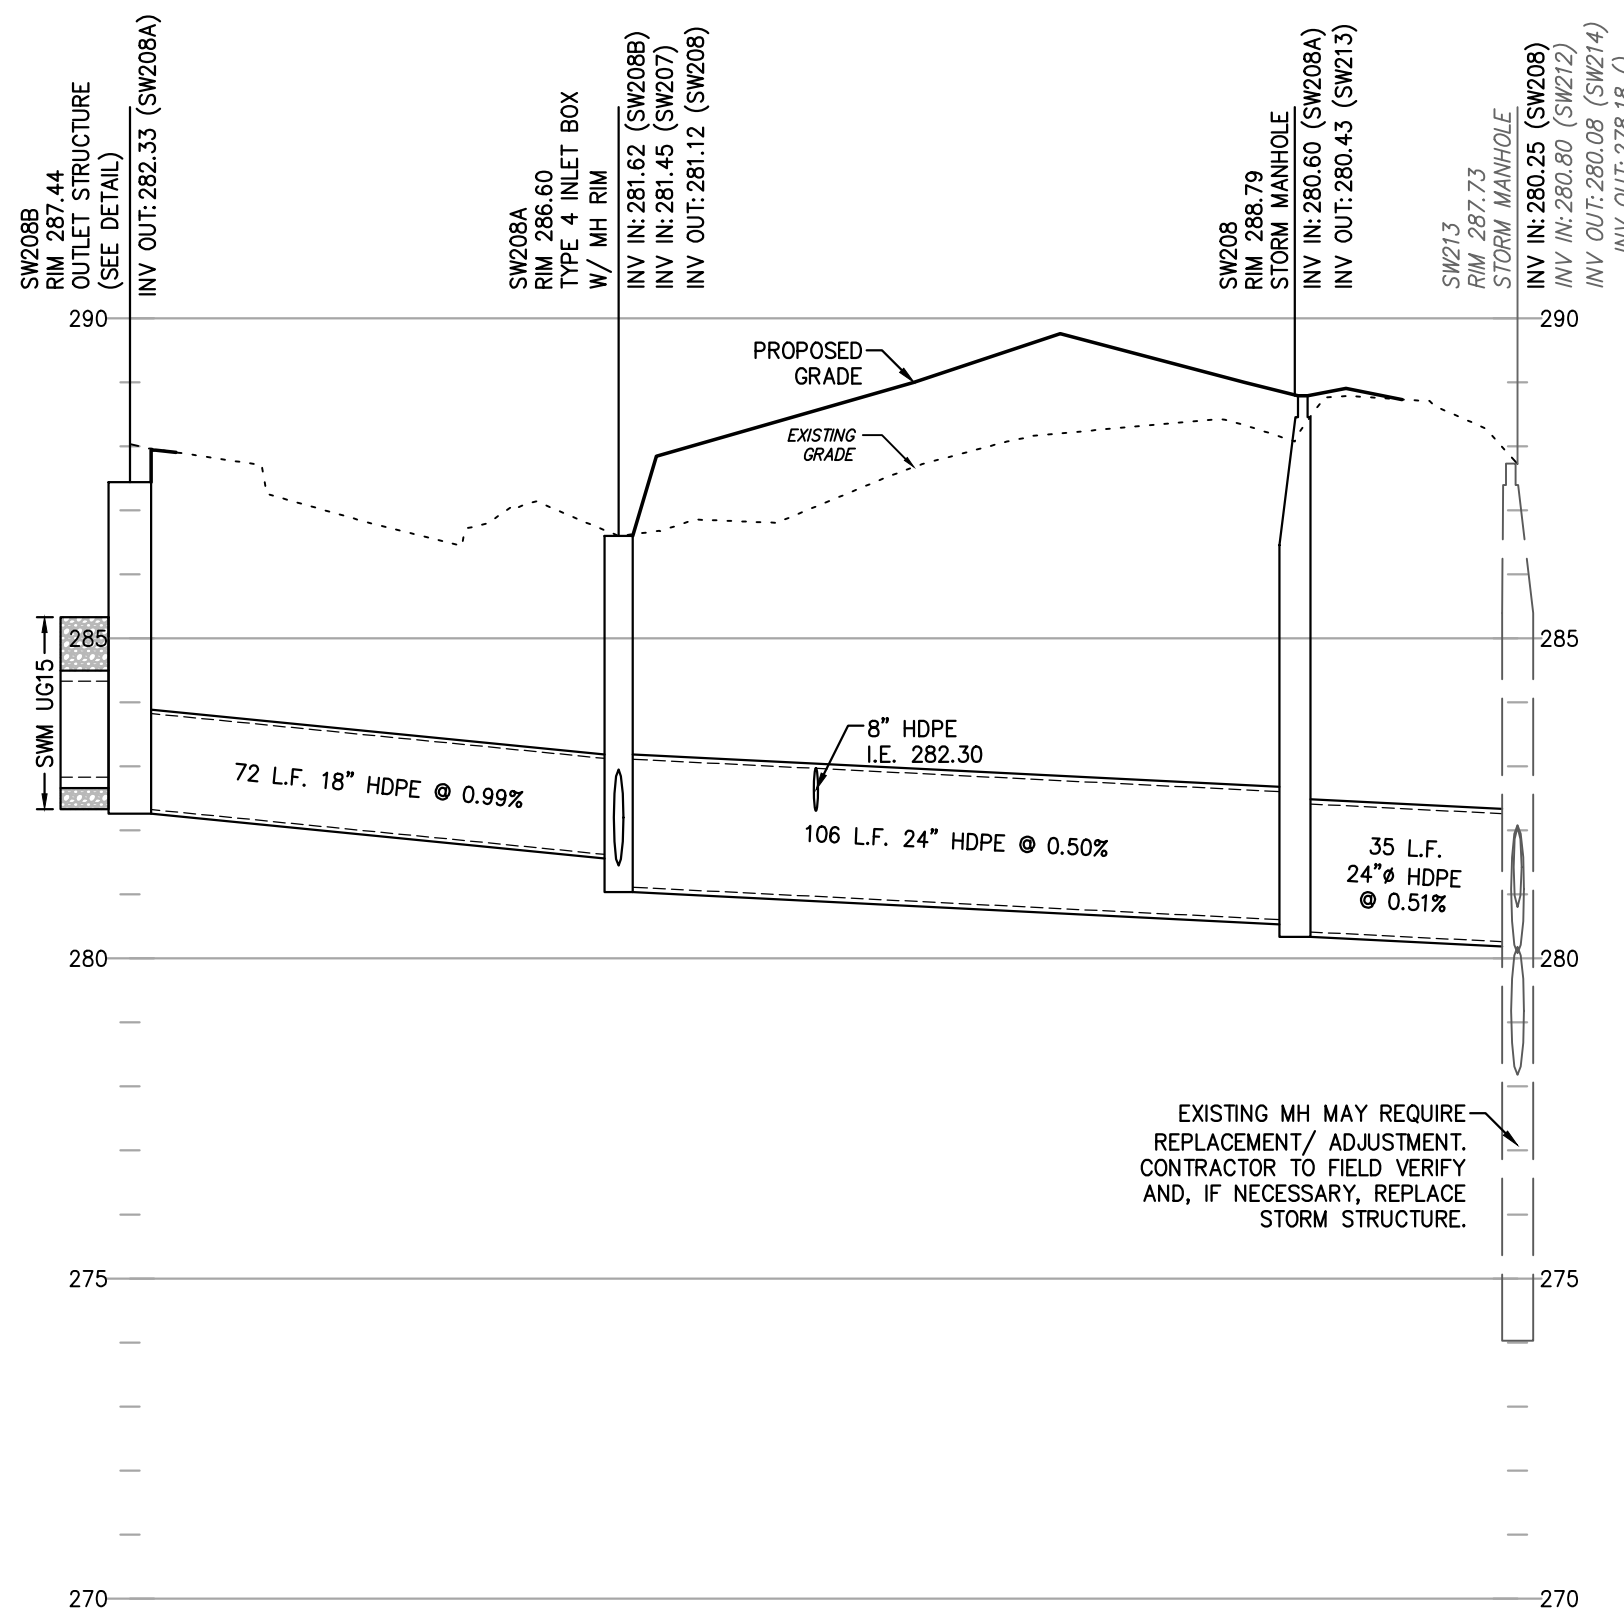 SW208B
RIM 287.44
OUTLET STRUCTURE
(SEE DETAIL)
INV OUT: 282.33 (SW208A)
SW208A
RIM 286.60
TYPE 4 INLET BOX
W/ MH RIM
INV IN: 281.62 (SW208B)
INV IN: 281.45 (SW207)
INV OUT: 281.12 (SW208)
SW208
RIM 288.79
STORM MANHOLE
INV IN: 280.60 (SW208A)
INV OUT: 280.43 (SW213)
SW213
RIM 287.73
STORM MANHOLE
INV IN: 280.25 (SW208)
INV IN: 280.80 (SW212)
INV OUT: 280.08 (SW214)
290
290
PROPOSED
GRADE
EXISTING
GRADE
285
285
SWM UG15
8" HDPE
I.E. 282.30
72 L.F. 18" HDPE @ 0.99%
106 L.F. 24" HDPE @ 0.50%
35 L.F.
24"ø HDPE
@ 0.51%
280
280
EXISTING MH MAY REQUIRE
REPLACEMENT/ ADJUSTMENT.
CONTRACTOR TO FIELD VERIFY
AND, IF NECESSARY, REPLACE
STORM STRUCTURE.
275
275
270
270